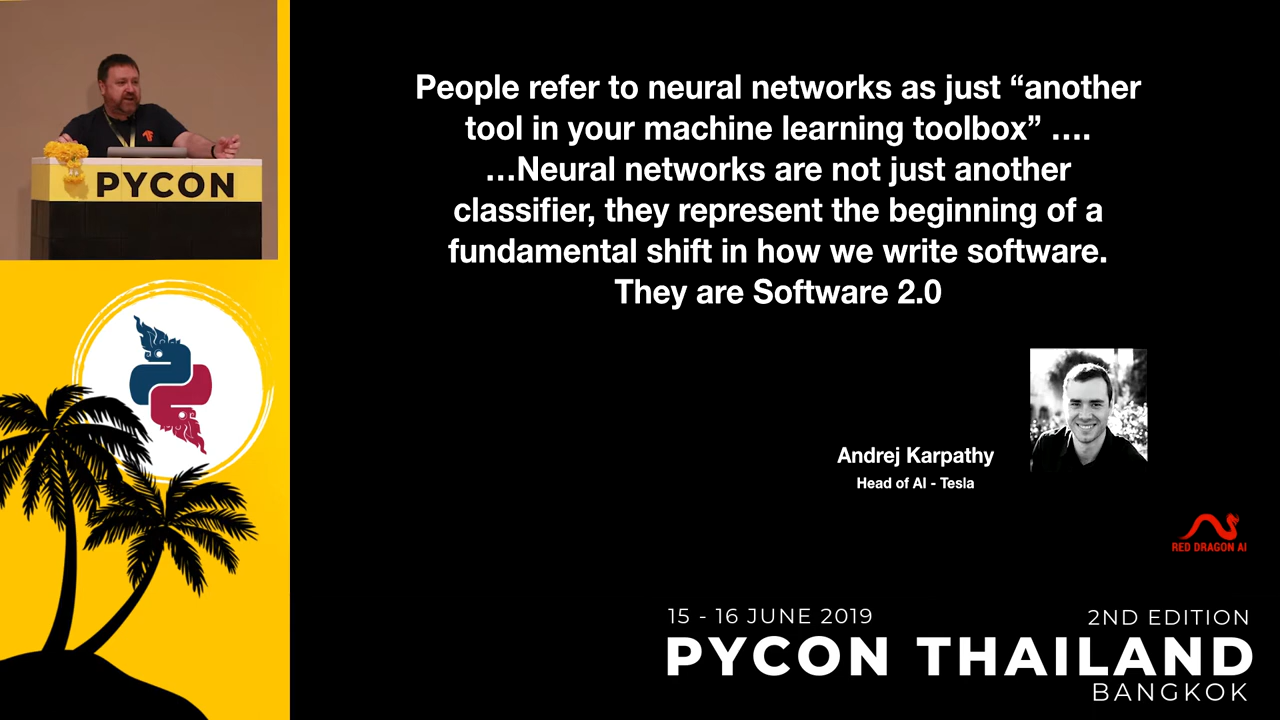 PYCON
People refer to neural networks as just “another
tool in your machine learning toolbox” ....
...Neural networks are not just another
classifier, they represent the beginning of a
fundamental shift in how we write software.
They are Software 2.0
Andrej Karpathy
Head of AI - Tesla
RED DRAGON AI
15 - 16 JUNE 2019
2ND EDITION
PYCON THAILAND
BANGKOK